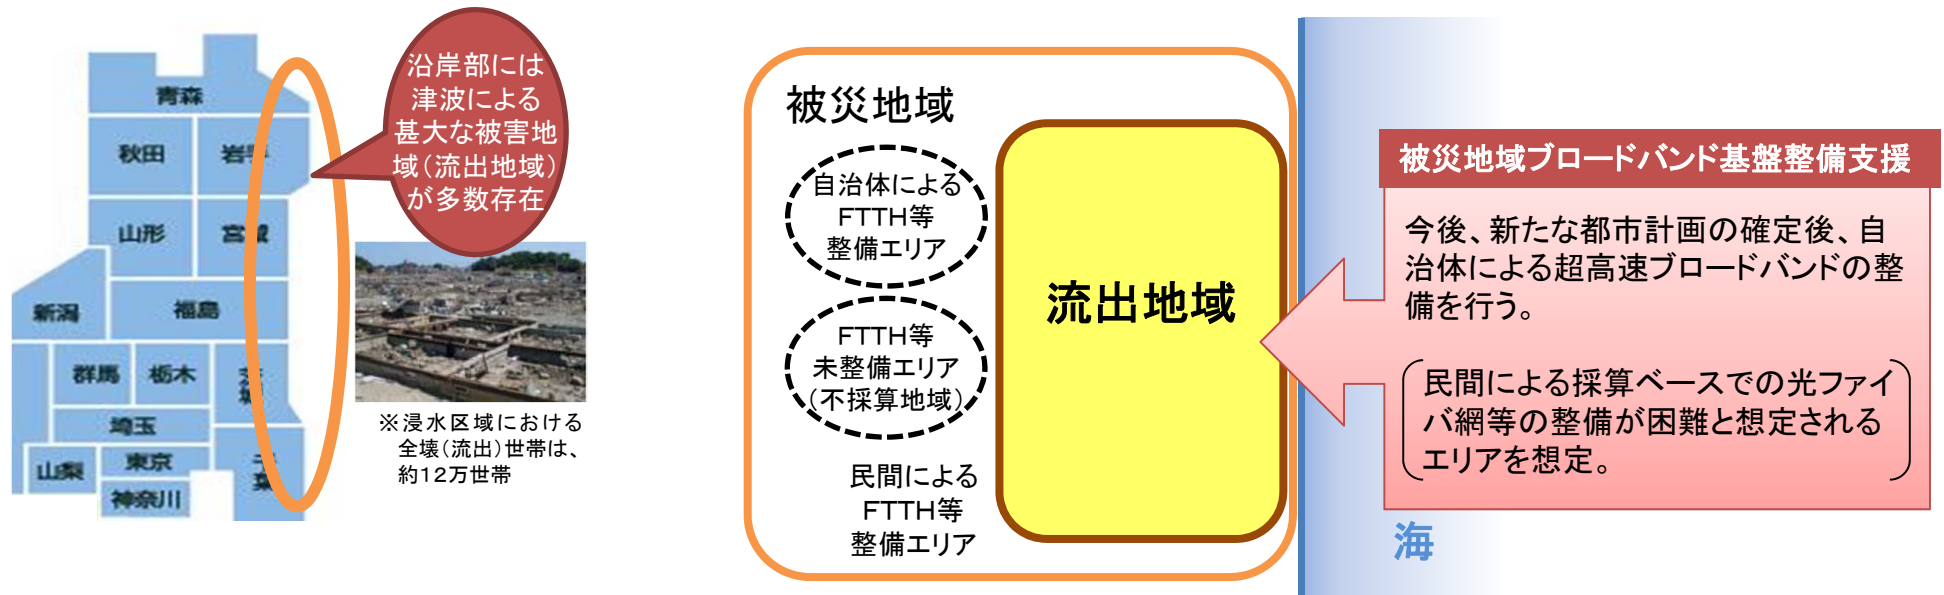 青森
秋田
岩手
山形
宮城
新潟
福島
群馬
栃木
茨城
埼玉
山梨
東京
千葉
神奈川
沿岸部には
津波による
甚大な被害地
域(流出地域)
が多数存在
※浸水区域における
全壊(流出)世帯は、
約12万世帯
被災地域
自治体による
FTTH等
整備エリア
FTTH等
未整備エリア
(不採算地域)
民間による
FTTH等
整備エリア
流出地域
被災地域ブロードバンド基盤整備支援
今後、新たな都市計画の確定後、自
治体による超高速ブロードバンドの整
備を行う。
民間による採算ベースでの光ファイ
バ網等の整備が困難と想定される
エリアを想定。
海